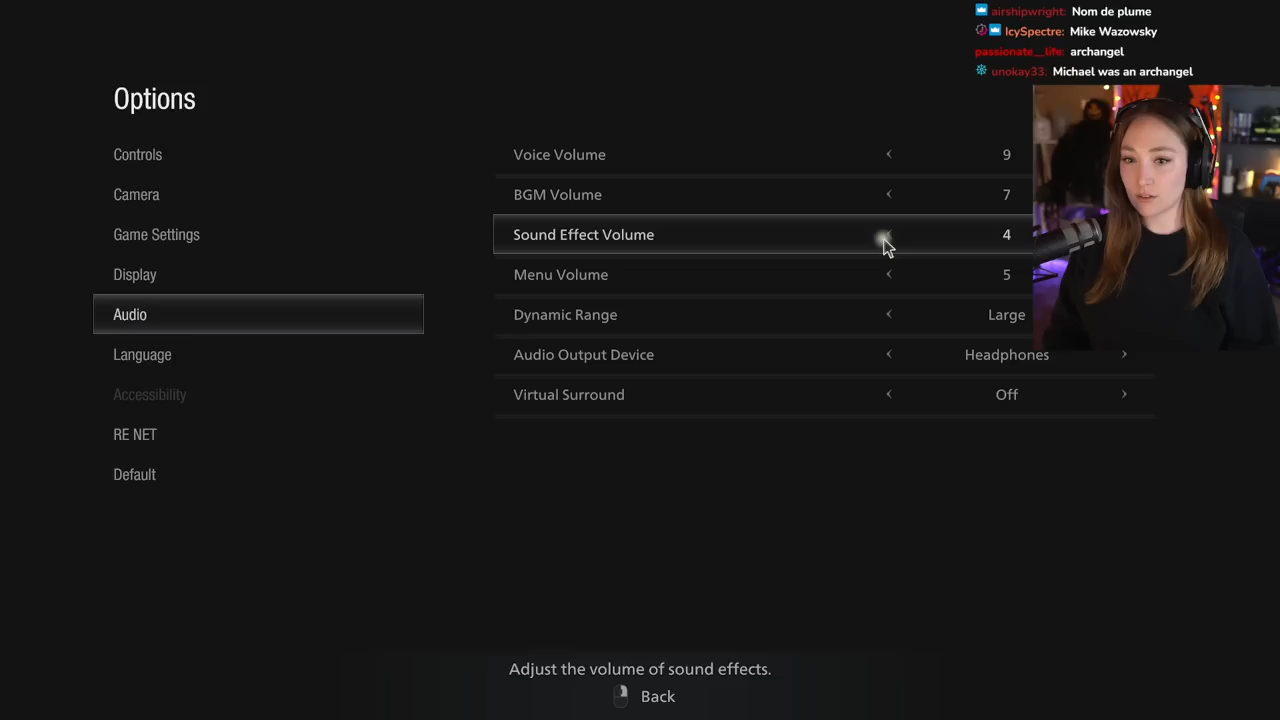 airshipwright: Nom de plume
IcySpectre: Mike Wazowsky
passionate__life: archangel
unokay33: Michael was an archangel
Options
Controls
Camera
Game Settings
Display
Audio
Language
Accessibility
RE NET
Default
Voice Volume 9
BGM Volume 7
Sound Effect Volume 4
Menu Volume 5
Dynamic Range Large
Audio Output Device Headphones
Virtual Surround Off
Adjust the volume of sound effects.
Back